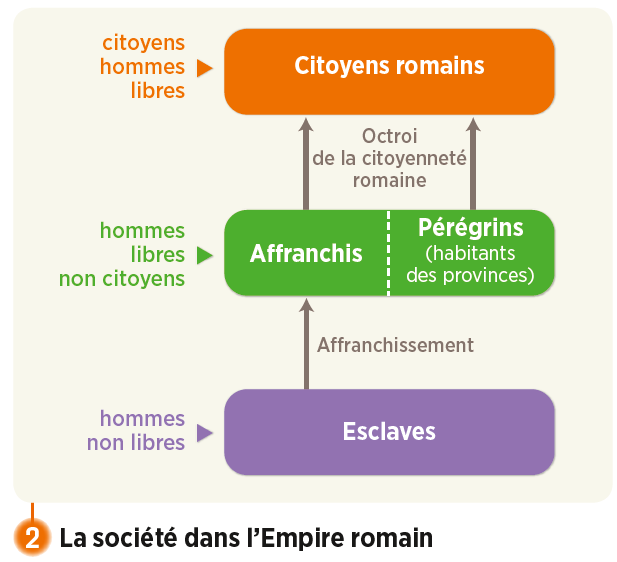 citoyens
hommes
libres
Citoyens romains
Octroi
de la citoyenneté
romaine
hommes
libres
non citoyens
Affranchis
Pérégrins
(habitants
des provinces)
Affranchissement
hommes
non libres
Esclaves
2 La société dans l'Empire romain